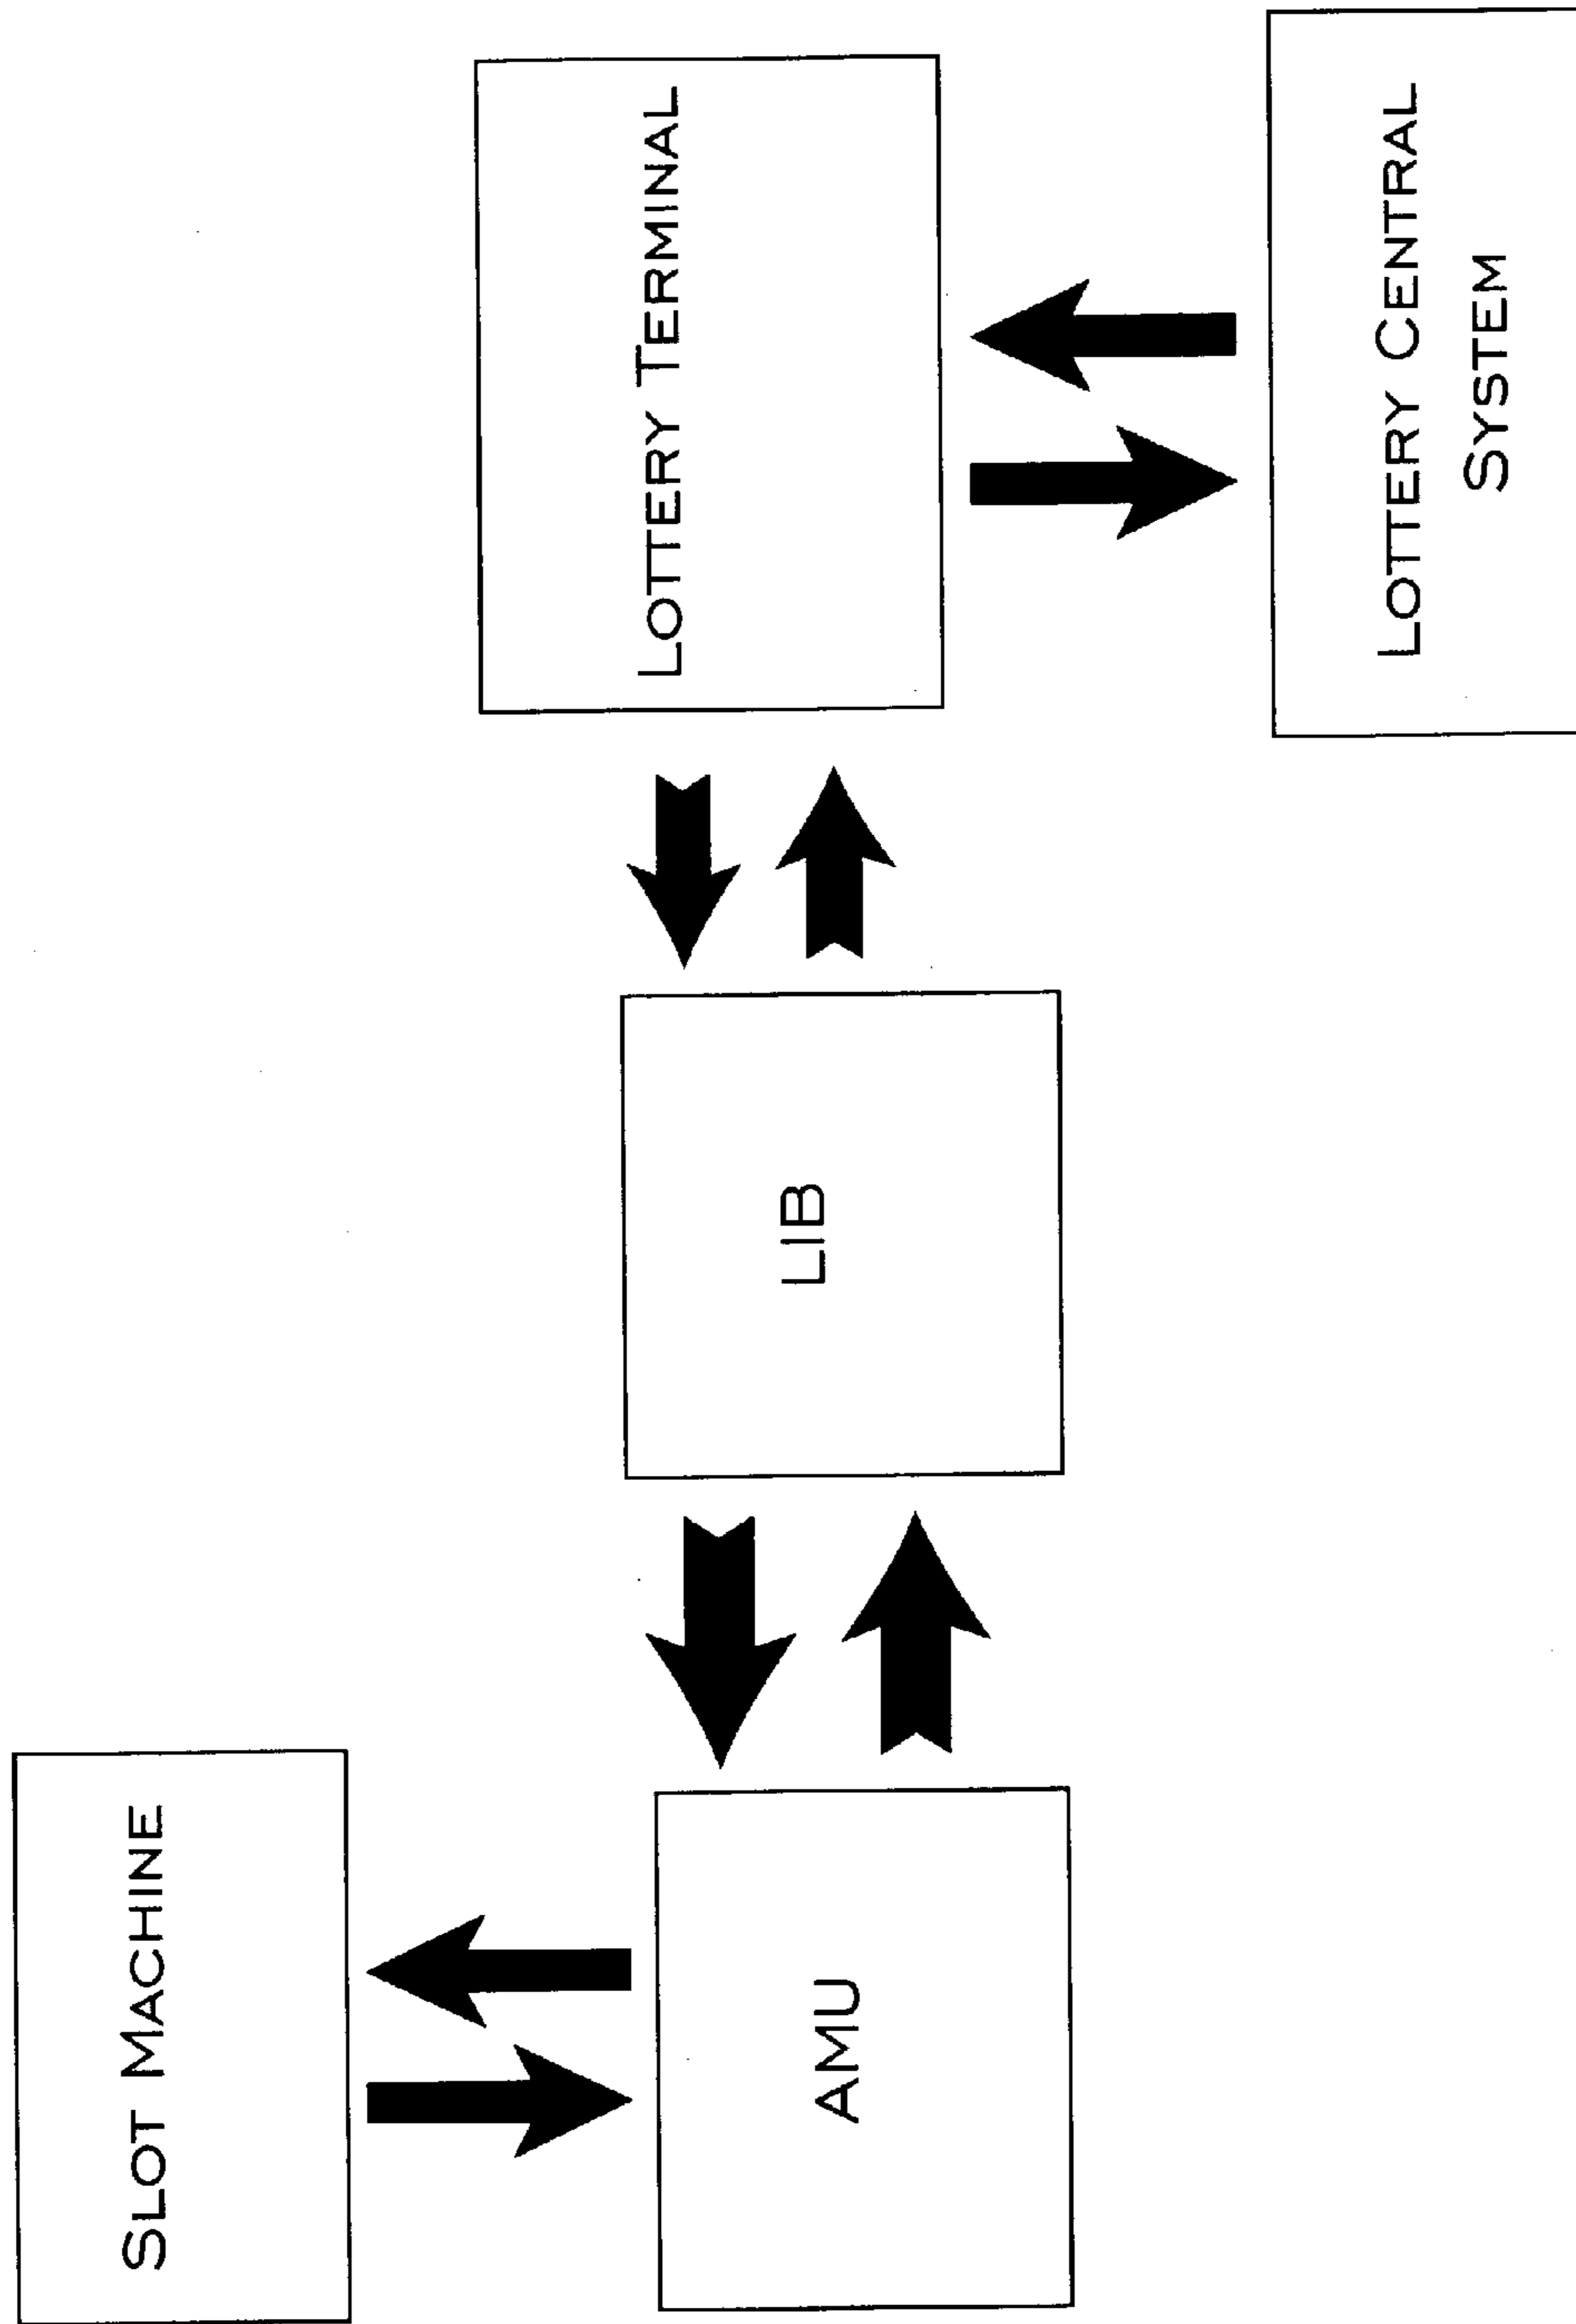 SLOT MACHINE
LOTTERY TERMINAL
LIB
AMU
LOTTERY CENTRAL
SYSTEM